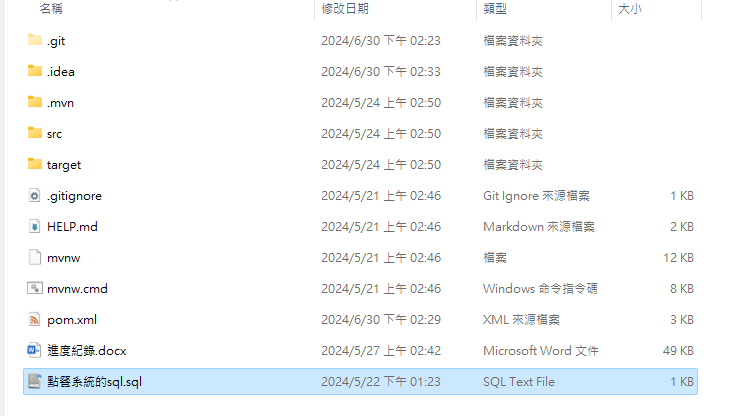 名稱 修改日期 類型 大小
.git 2024/6/30 下午 02:23 檔案資料夾
.idea 2024/6/30 下午 02:33 檔案資料夾
.mvn 2024/5/24 上午 02:50 檔案資料夾
src 2024/5/24 上午 02:50 檔案資料夾
target 2024/5/24 上午 02:50 檔案資料夾
.gitignore 2024/5/21 上午 02:46 Git Ignore 來源檔案 1 KB
HELP.md 2024/5/21 上午 02:46 Markdown 來源檔案 2 KB
mvnw 2024/5/21 上午 02:46 檔案 12 KB
mvnw.cmd 2024/5/21 上午 02:46 Windows 命令指令碼 8 KB
pom.xml 2024/6/30 下午 02:29 XML 來源檔案 3 KB
進度紀錄.docx 2024/5/27 上午 02:42 Microsoft Word 文件 49 KB
點餐系統的sql.sql 2024/5/22 下午 01:23 SQL Text File 1 KB